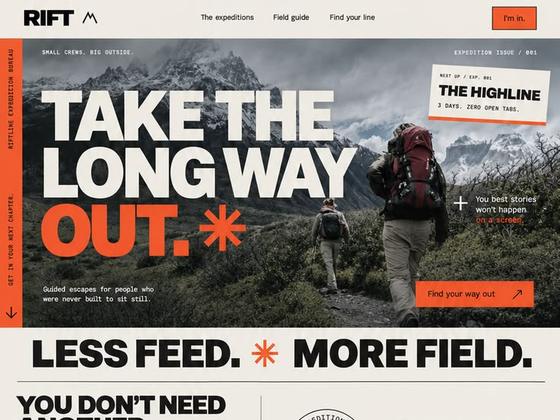 RIFT
The expeditions
Field guide
Find your line
I'm in.
RIFTLINE EXPEDITION BUREAU
GET IN YOUR NEXT CHAPTER.
SMALL CREWS. BIG OUTSIDE.
EXPEDITION ISSUE / 001
NEXT UP / EXP. 001
THE HIGHLINE
3 DAYS. ZERO OPEN TABS.
TAKE THE
LONG WAY
OUT.
You best stories
won't happen
on a screen.
Guided escapes for people who
were never built to sit still.
Find your way out
LESS FEED. MORE FIELD.
YOU DON'T NEED
ANOTHER